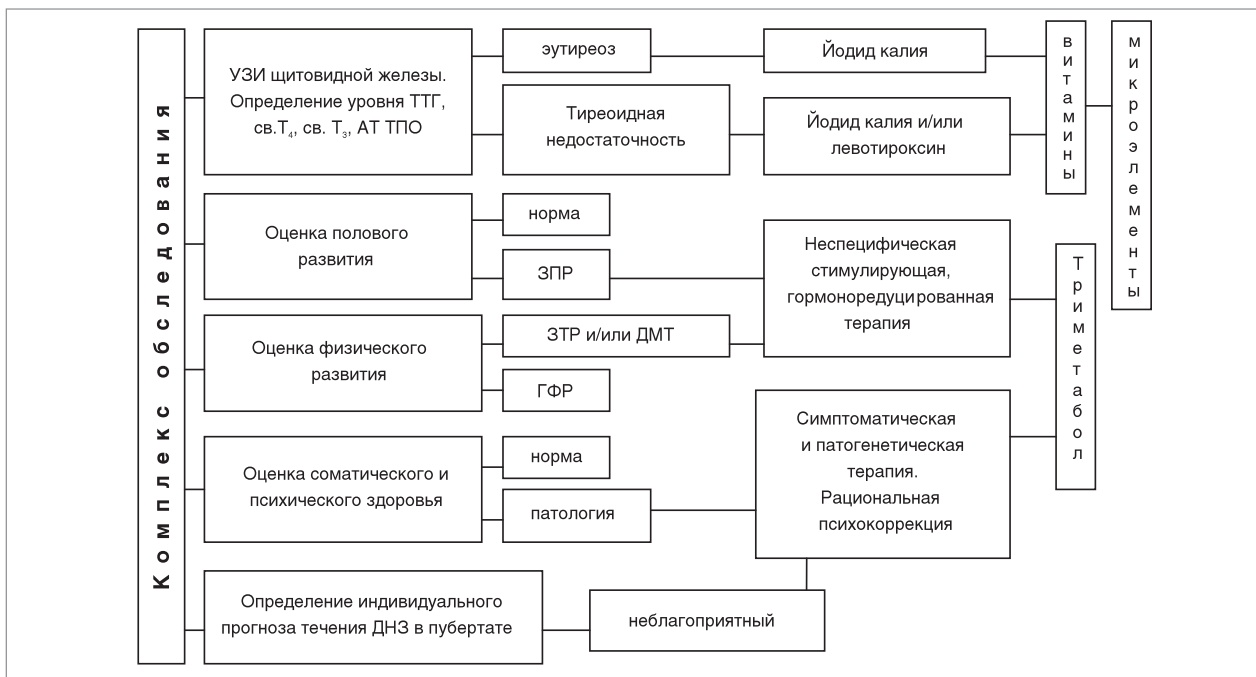 Комплекс обследования
УЗИ щитовидной железы.
Определение уровня ТТГ,
св.Т₄, св. Т₃, АТ ТПО
эутиреоз
Йодид калия
Тиреоидная
недостаточность
Йодид калия и/или
левотироксин
витамины
микроэлементы
Оценка полового
развития
норма
ЗПР
Неспецифическая
стимулирующая,
гормоноредуцированная
терапия
Триметабол
Оценка физического
развития
ЗТР и/или ДМТ
ГФР
Оценка соматического и
психического здоровья
норма
патология
Симптоматическая
и патогенетическая
терапия.
Рациональная
психокоррекция
Определение индивидуального
прогноза течения ДНЗ в пубертате
неблагоприятный